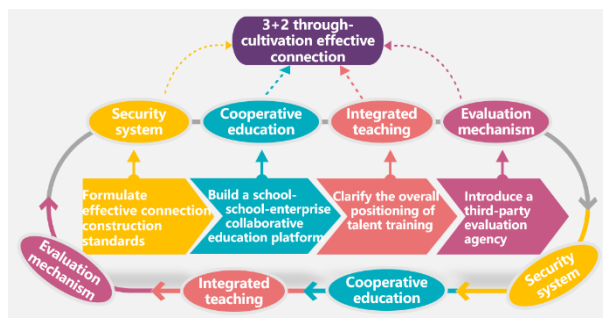 3+2 through-
cultivation effective
connection
Security
system
Cooperative
education
Integrated
teaching
Evaluation
mechanism
Formulate
effective connection
construction
standards
Build a school-
school-enterprise
collaborative
education platform
Clarify the overall
positioning of
talent training
Introduce a
third-party
evaluation
agency
Evaluation
mechanism
Integrated
teaching
Cooperative
education
Security
system